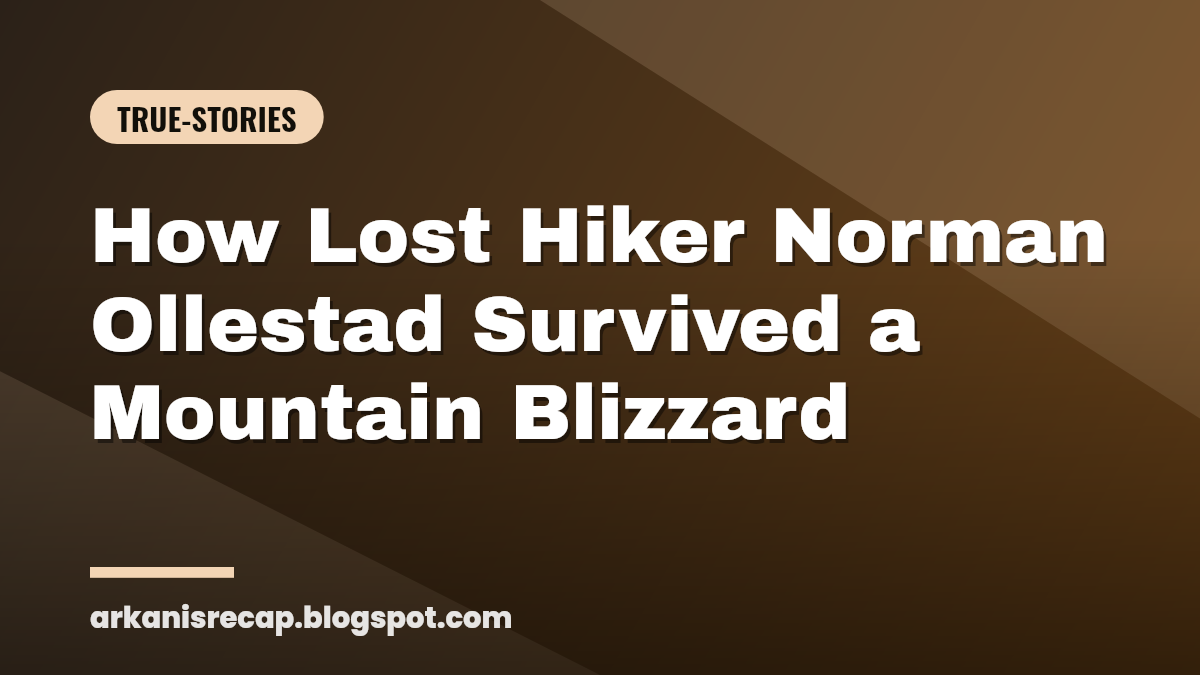 TRUE-STORIES
How Lost Hiker Norman
Ollestad Survived a
Mountain Blizzard
arkanisrecap.blogspot.com